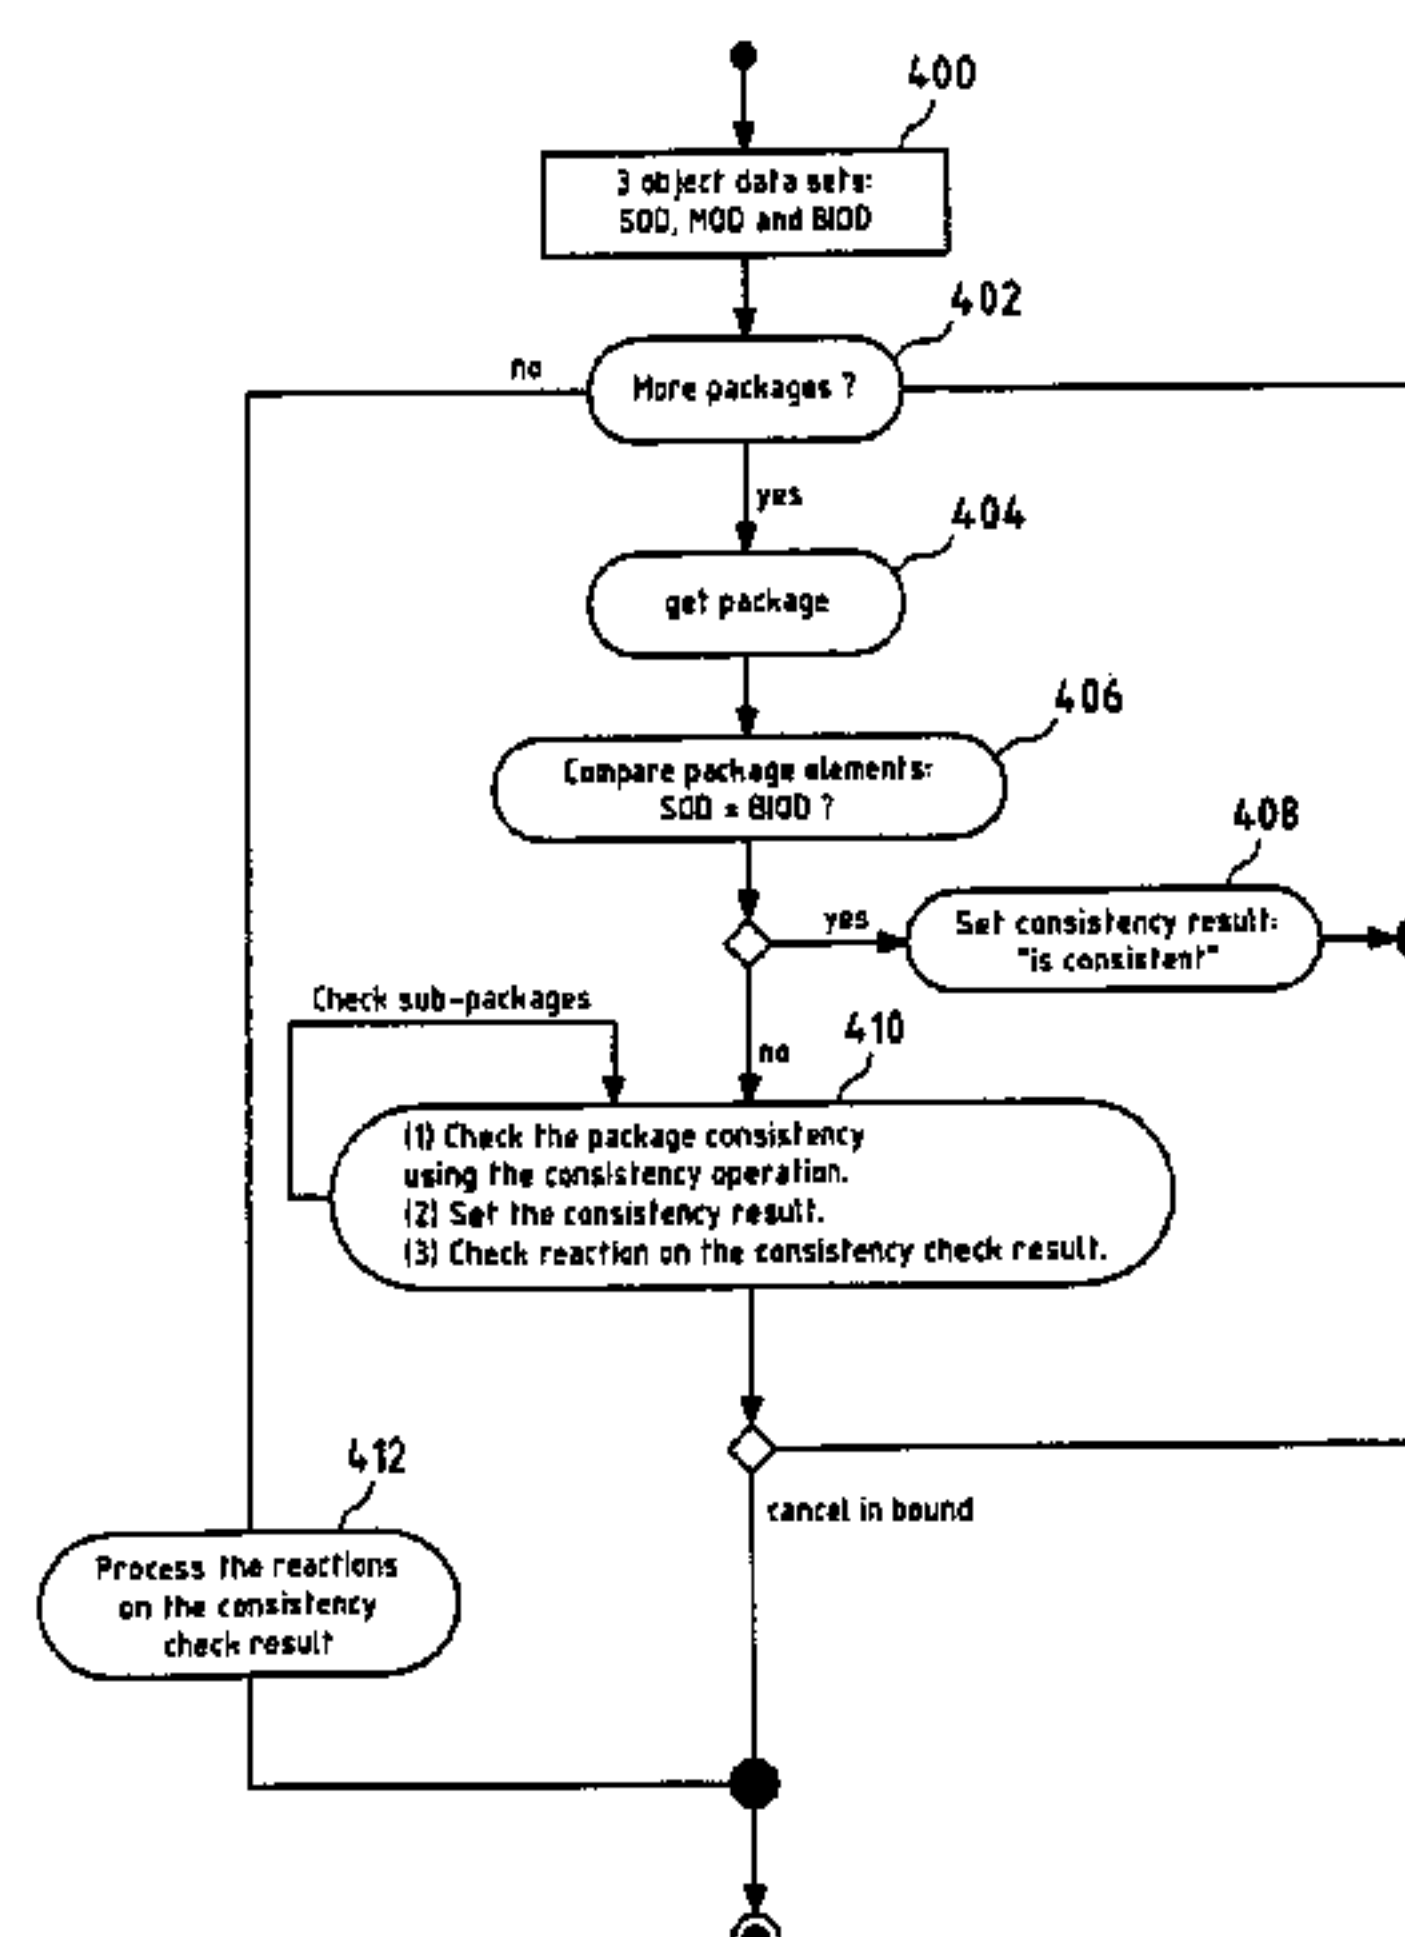 400
3 object data sets:
SOD, MOD and BIOD
402
no
More packages ?
yes
404
get package
406
Compare package elements:
SOD = BIOD ?
408
yes
Set consistency result:
"is consistent"
Check sub-packages
410
no
(1) Check the package consistency
using the consistency operation.
(2) Set the consistency result.
(3) Check reaction on the consistency check result.
cancel in bound
412
Process the reactions
on the consistency
check result